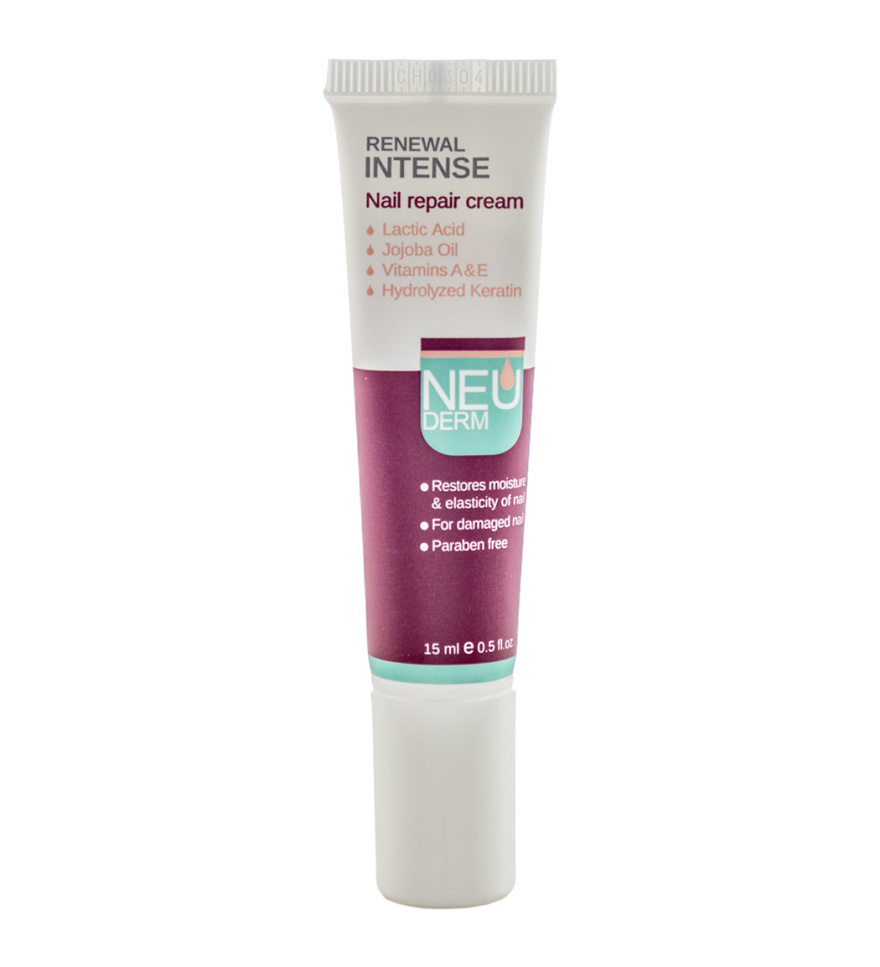 CH0304
RENEWAL
INTENSE
Nail repair cream
Lactic Acid
Jojoba Oil
Vitamins A&E
Hydrolyzed Keratin
NEU
DERM
Restores moisture
& elasticity of nail
For damaged nail
Paraben free
15 ml e 0.5 fl.oz.